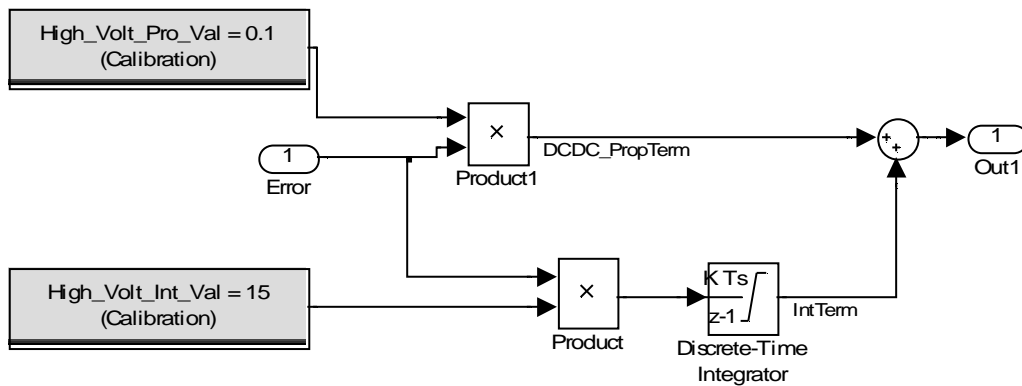 High_Volt_Pro_Val = 0.1
(Calibration)
×
1
DCDC_PropTerm
+
+
1
Product1
Out1
Error
High_Volt_Int_Val = 15
(Calibration)
×
K Ts
z-1
IntTerm
Product
Discrete-Time
Integrator